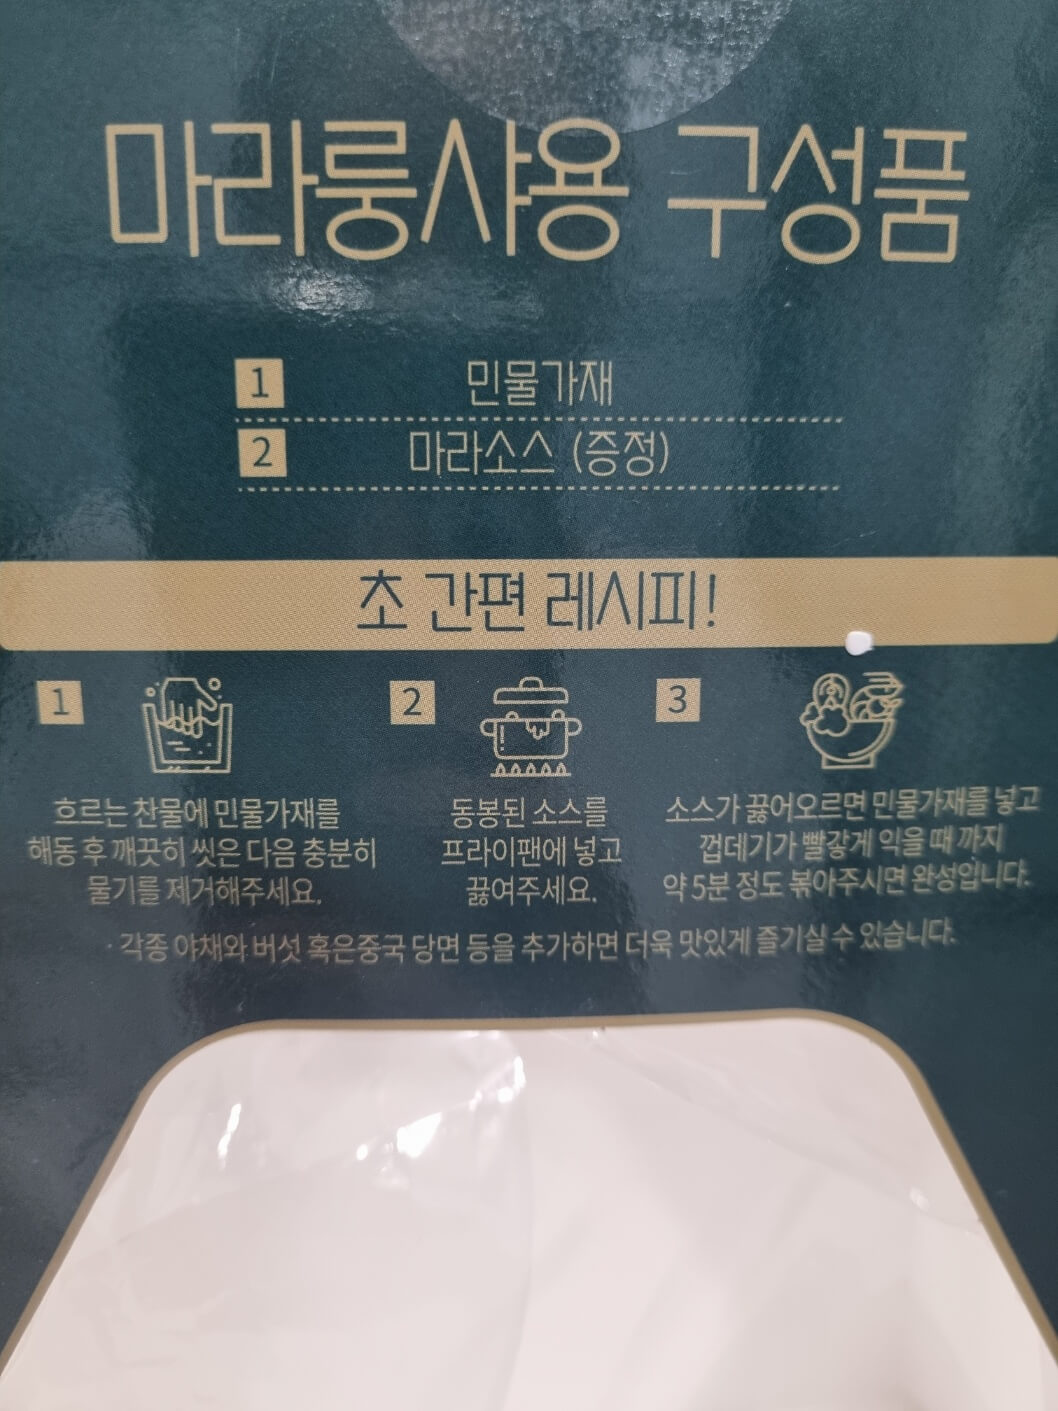 마라룽샤용 구성품
1 민물가재
2 마라소스 (증정)
초 간편 레시피!
1
흐르는 찬물에 민물가재를
해동 후 깨끗히 씻은 다음 충분히
물기를 제거해주세요.
2
동봉된 소스를
프라이팬에 넣고
끓여주세요.
3
소스가 끓어오르면 민물가재를 넣고
껍데기가 빨갛게 익을 때 까지
약 5분 정도 볶아주시면 완성입니다.
· 각종 야채와 버섯 혹은중국 당면 등을 추가하면 더욱 맛있게 즐기실 수 있습니다.